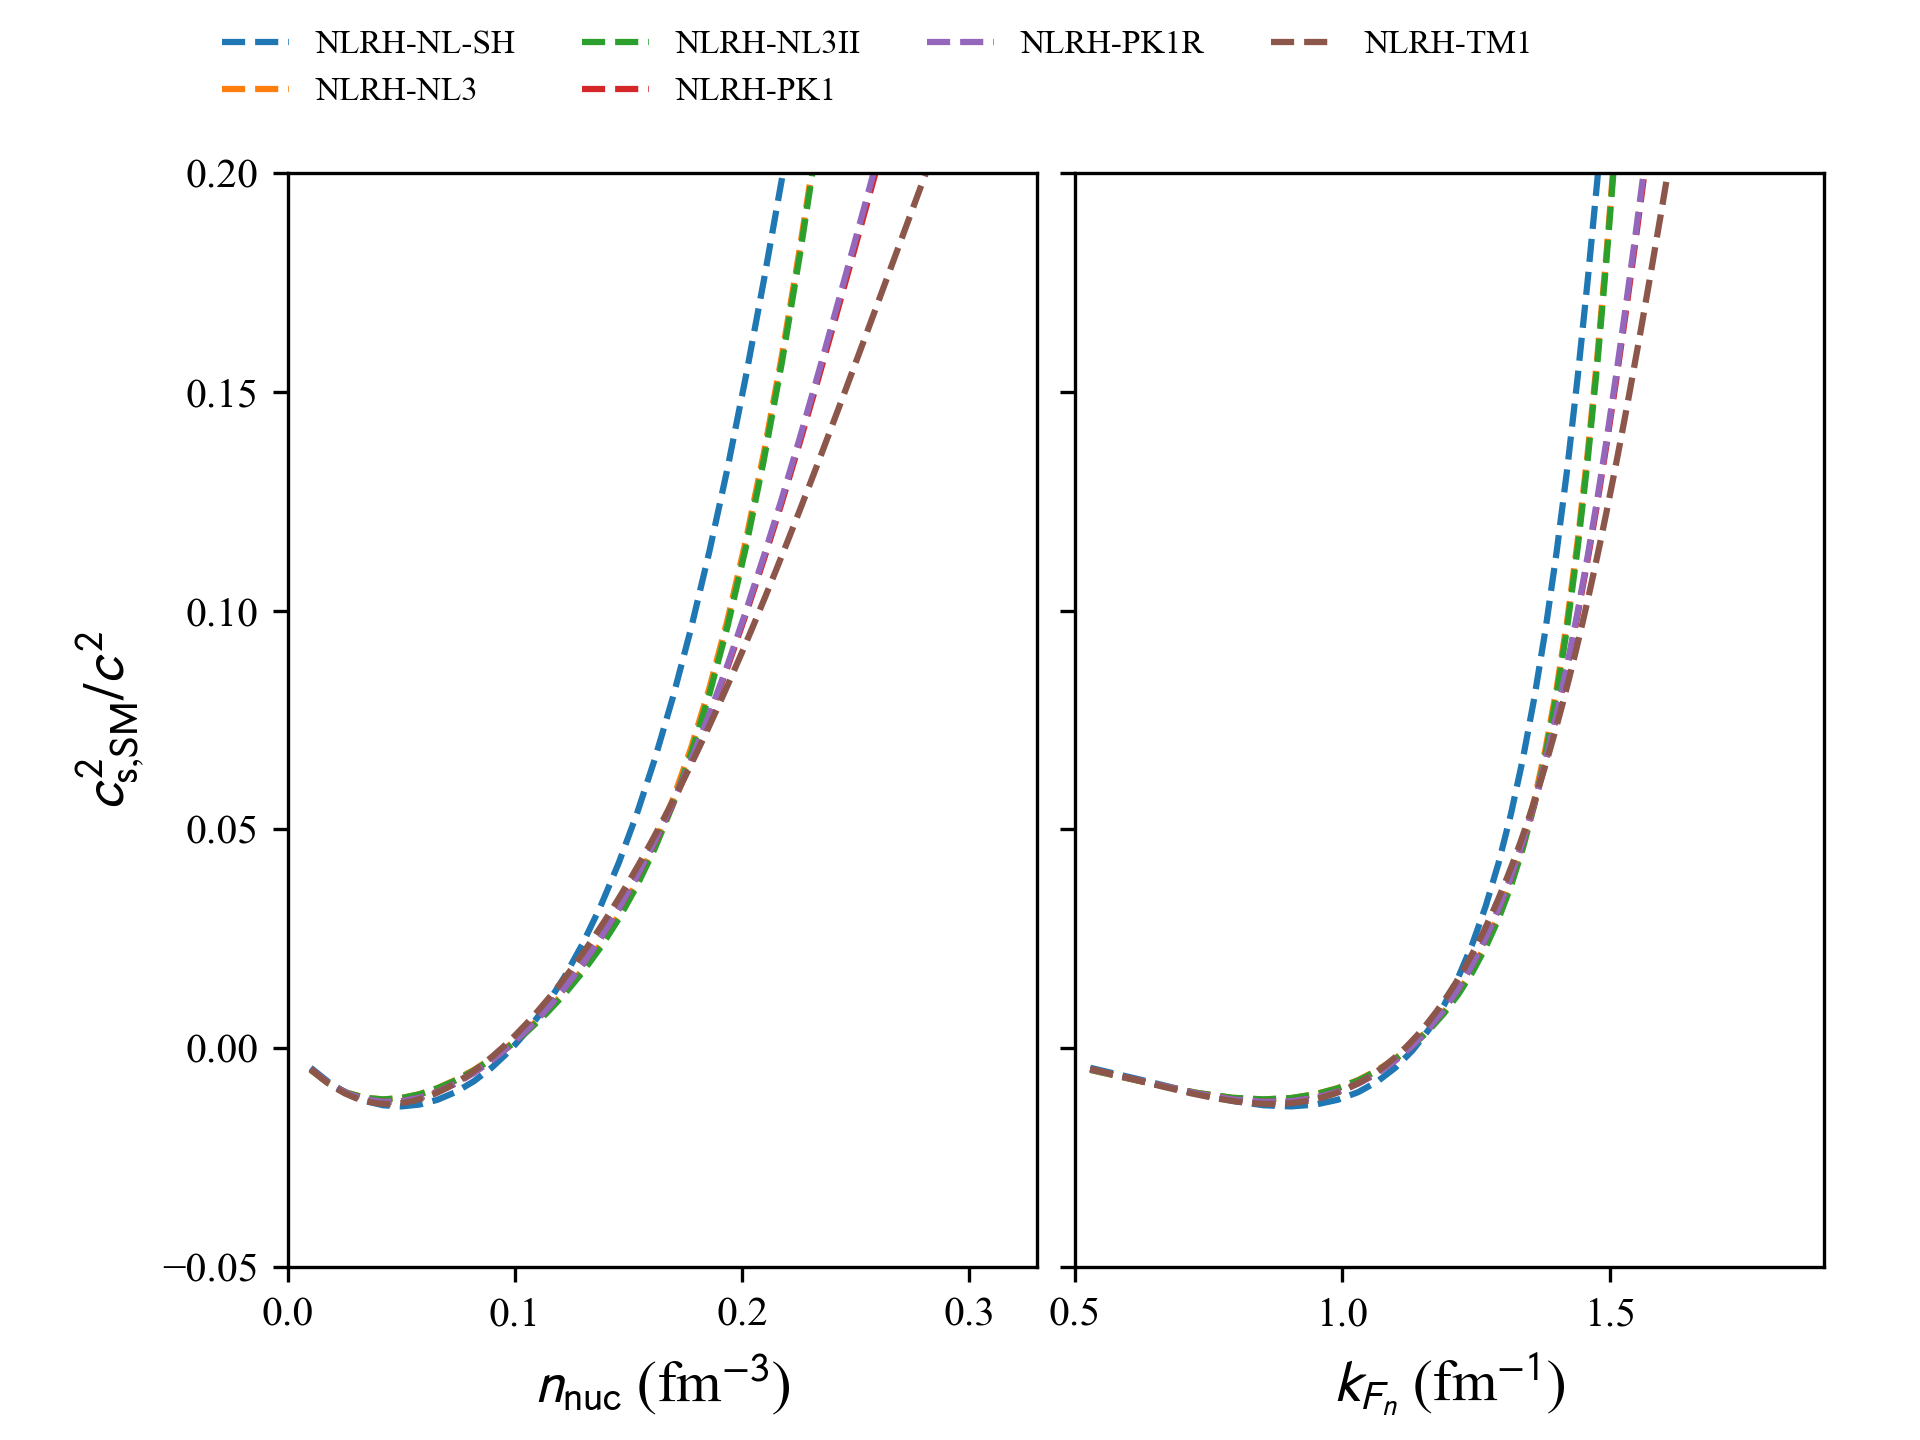 NLRH-NL-SH NLRH-NL3II NLRH-PK1R NLRH-TM1
NLRH-NL3 NLRH-PK1
0.20
0.15
0.10
0.05
0.00
−0.05
c²s,SM/c²
0.0 0.1 0.2 0.3
0.5 1.0 1.5
n_nuc (fm⁻³)
k_F_n (fm⁻¹)